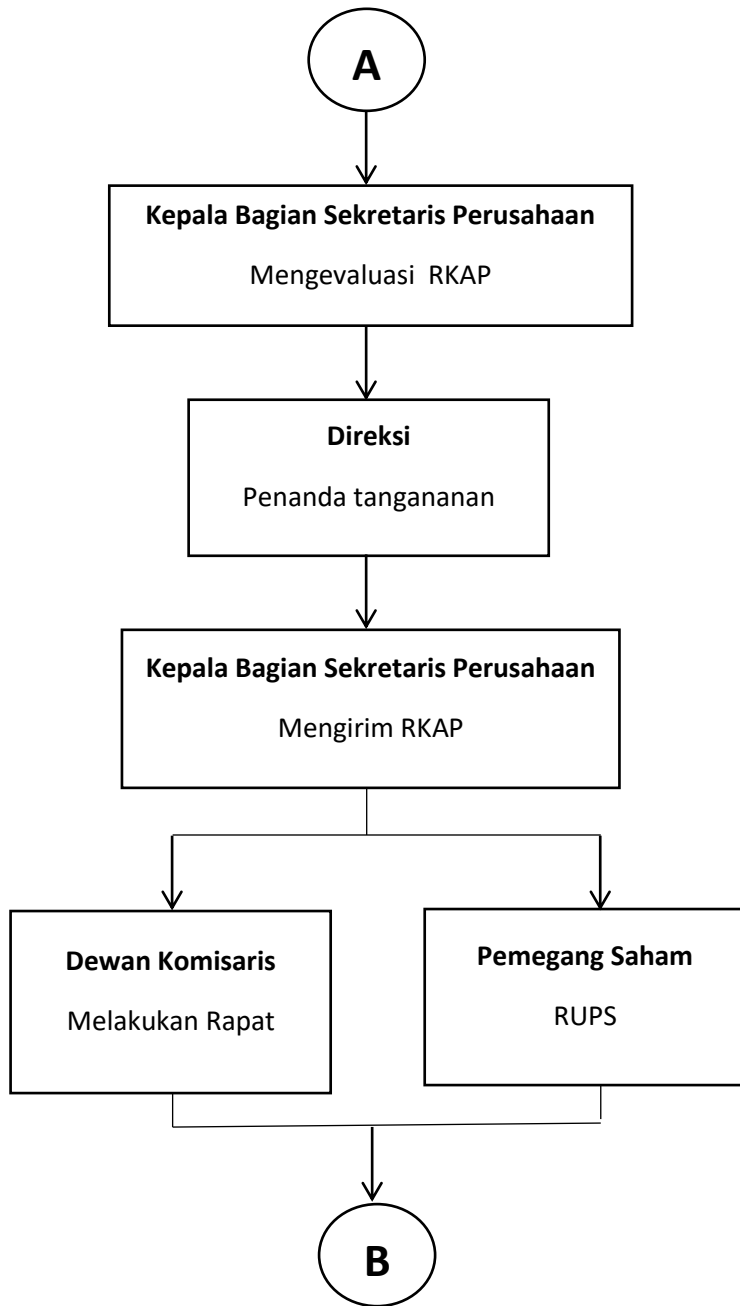 A
Kepala Bagian Sekretaris Perusahaan
Mengevaluasi RKAP
Direksi
Penanda tangananan
Kepala Bagian Sekretaris Perusahaan
Mengirim RKAP
Dewan Komisaris
Melakukan Rapat
Pemegang Saham
RUPS
B